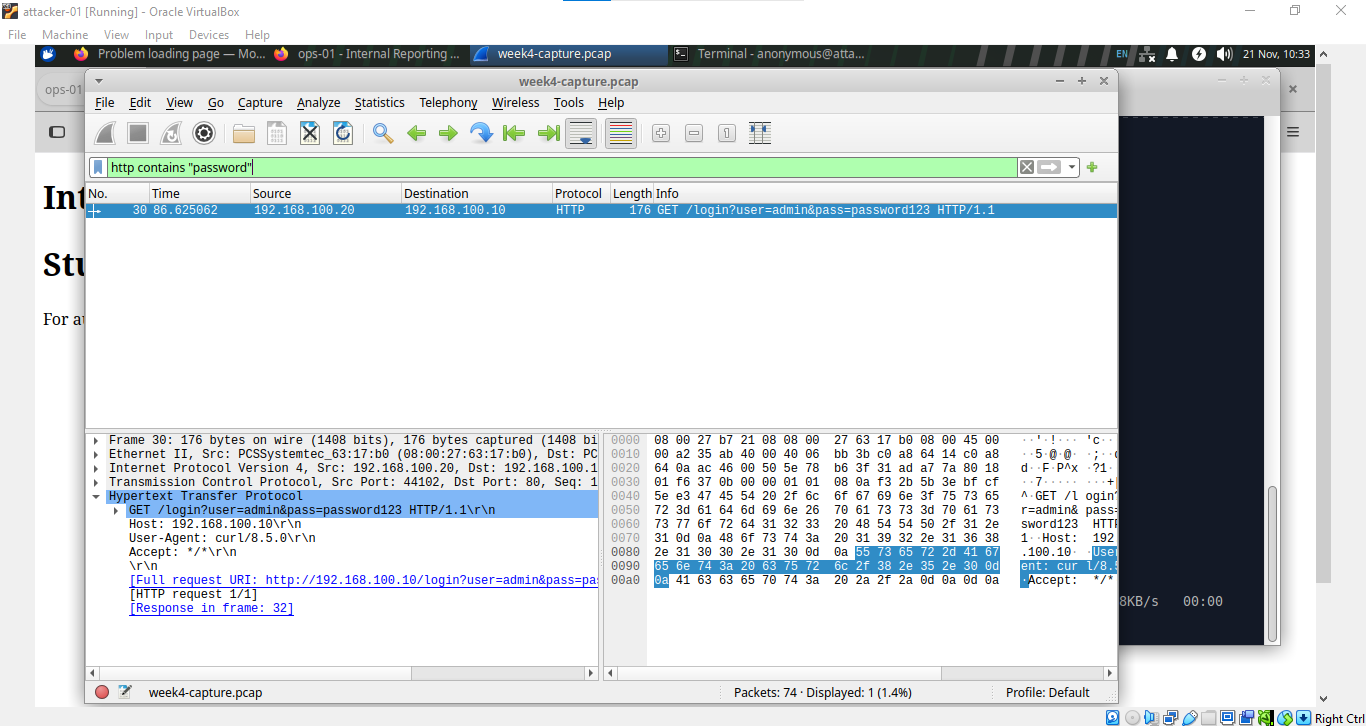 attacker-01 [Running] - Oracle VirtualBox
File Machine View Input Devices Help
Problem loading page — Mo... ops-01 - Internal Reporting ... week4-capture.pcap Terminal - anonymous@atta... EN 21 Nov, 10:33
ops-01
week4-capture.pcap
File Edit View Go Capture Analyze Statistics Telephony Wireless Tools Help
http contains "password"
No. Time Source Destination Protocol Length Info
30 86.625062 192.168.100.20 192.168.100.10 HTTP 176 GET /login?user=admin&pass=password123 HTTP/1.1
Int
Stu
For a
Frame 30: 176 bytes on wire (1408 bits), 176 bytes captured (1408 bi
Ethernet II, Src: PCSSystemtec_63:17:b0 (08:00:27:63:17:b0), Dst: PC
Internet Protocol Version 4, Src: 192.168.100.20, Dst: 192.168.100.1
Transmission Control Protocol, Src Port: 44102, Dst Port: 80, Seq: 1
Hypertext Transfer Protocol
GET /login?user=admin&pass=password123 HTTP/1.1\r\n
Host: 192.168.100.10\r\n
User-Agent: curl/8.5.0\r\n
Accept: */*\r\n
\r\n
[Full request URI: http://192.168.100.10/login?user=admin&pass=pas
[HTTP request 1/1]
[Response in frame: 32]
0000 08 00 27 b7 21 08 08 00 27 63 17 b0 08 00 45 00 ··'·!··· 'c
0010 00 a2 35 ab 40 00 40 06 bb 3b c0 a8 64 14 c0 a8 ··5·@·@· ·;··d
0020 64 0a ac 46 00 50 5e 78 b6 3f 31 ad a7 7a 80 18 d··F·P^x ·?1·
0030 01 f6 37 0b 00 00 01 01 08 0a f3 2b 5b 3e bf cf ··7····· ···+[
0040 5e e3 47 45 54 20 2f 6c 6f 67 69 6e 3f 75 73 65 ^·GET /l ogin?
0050 72 3d 61 64 6d 69 6e 26 70 61 73 73 3d 70 61 73 r=admin& pass=
0060 73 77 6f 72 64 31 32 33 20 48 54 54 50 2f 31 2e sword123 HTTP
0070 31 0d 0a 48 6f 73 74 3a 20 31 39 32 2e 31 36 38 1··Host: 192
0080 2e 31 30 30 2e 31 30 0d 0a 55 73 65 72 2d 41 67 .100.10· ·User
0090 65 6e 74 3a 20 63 75 72 6c 2f 38 2e 35 2e 30 0d ent: cur l/8.5
00a0 0a 41 63 63 65 70 74 3a 20 2a 2f 2a 0d 0a 0d 0a ·Accept: */*
8KB/s 00:00
week4-capture.pcap Packets: 74 · Displayed: 1 (1.4%) Profile: Default
Right Ctrl